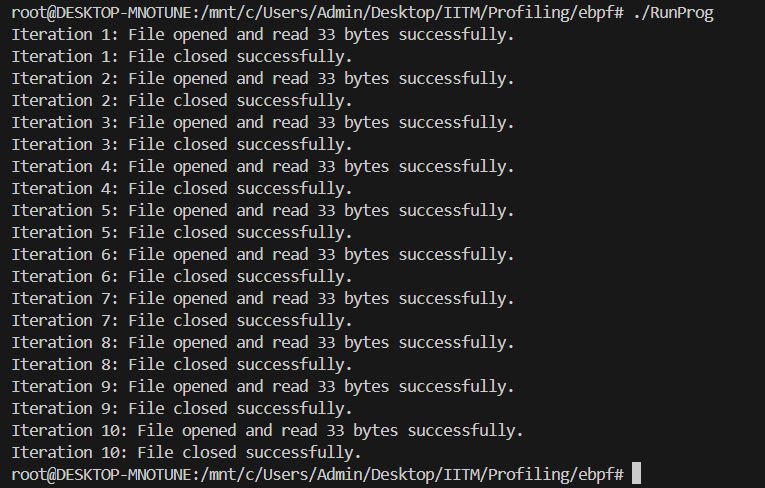 root@DESKTOP-MNOTUNE:/mnt/c/Users/Admin/Desktop/IITM/Profiling/ebpf# ./RunProg
Iteration 1: File opened and read 33 bytes successfully.
Iteration 1: File closed successfully.
Iteration 2: File opened and read 33 bytes successfully.
Iteration 2: File closed successfully.
Iteration 3: File opened and read 33 bytes successfully.
Iteration 3: File closed successfully.
Iteration 4: File opened and read 33 bytes successfully.
Iteration 4: File closed successfully.
Iteration 5: File opened and read 33 bytes successfully.
Iteration 5: File closed successfully.
Iteration 6: File opened and read 33 bytes successfully.
Iteration 6: File closed successfully.
Iteration 7: File opened and read 33 bytes successfully.
Iteration 7: File closed successfully.
Iteration 8: File opened and read 33 bytes successfully.
Iteration 8: File closed successfully.
Iteration 9: File opened and read 33 bytes successfully.
Iteration 9: File closed successfully.
Iteration 10: File opened and read 33 bytes successfully.
Iteration 10: File closed successfully.
root@DESKTOP-MNOTUNE:/mnt/c/Users/Admin/Desktop/IITM/Profiling/ebpf#